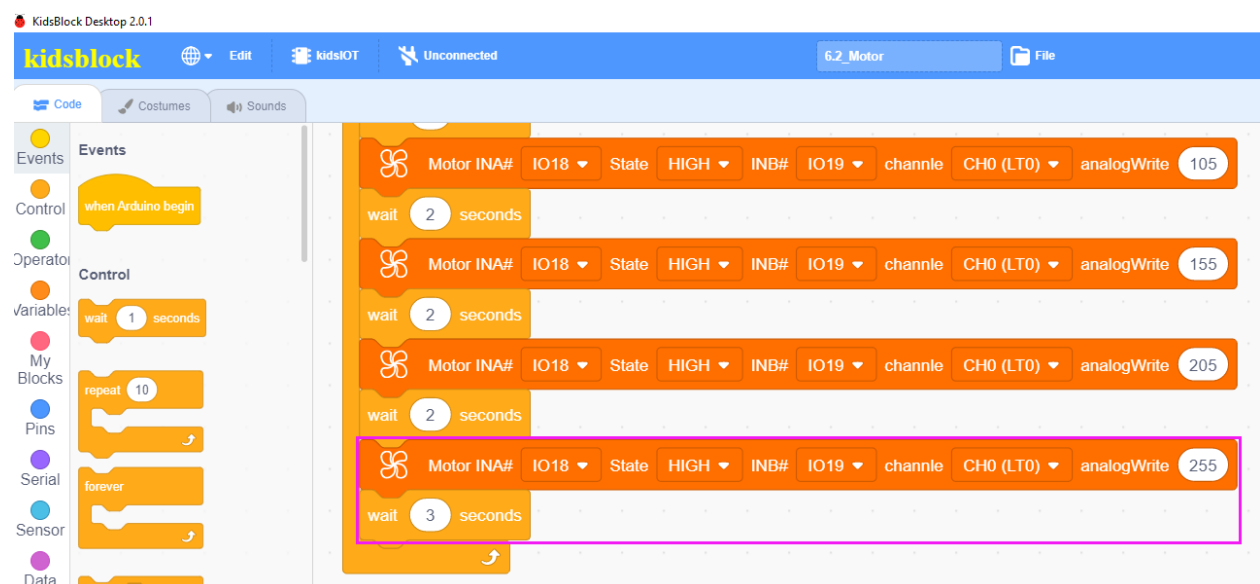 KidsBlock Desktop 2.0.1
kidsblock Edit kidsIOT Unconnected 6.2_Motor File
Code Costumes Sounds
Events
Control
Operator
Variables
My
Blocks
Pins
Serial
Sensor
Data
Events
when Arduino begin
Control
wait 1 seconds
repeat 10
forever
Motor INA# IO18 State HIGH INB# IO19 channle CH0 (LT0) analogWrite 105
wait 2 seconds
Motor INA# IO18 State HIGH INB# IO19 channle CH0 (LT0) analogWrite 155
wait 2 seconds
Motor INA# IO18 State HIGH INB# IO19 channle CH0 (LT0) analogWrite 205
wait 2 seconds
Motor INA# IO18 State HIGH INB# IO19 channle CH0 (LT0) analogWrite 255
wait 3 seconds